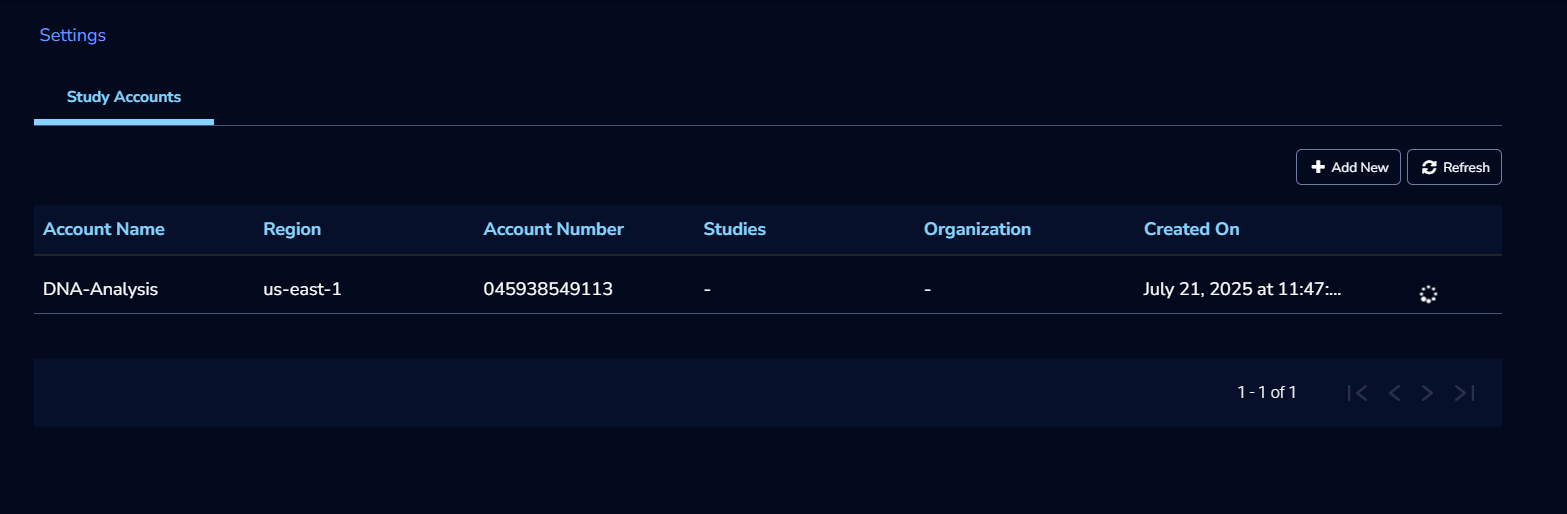 Settings
Study Accounts
Add New Refresh
Account Name Region Account Number Studies Organization Created On
DNA-Analysis us-east-1 045938549113 - - July 21, 2025 at 11:47:...
1 - 1 of 1